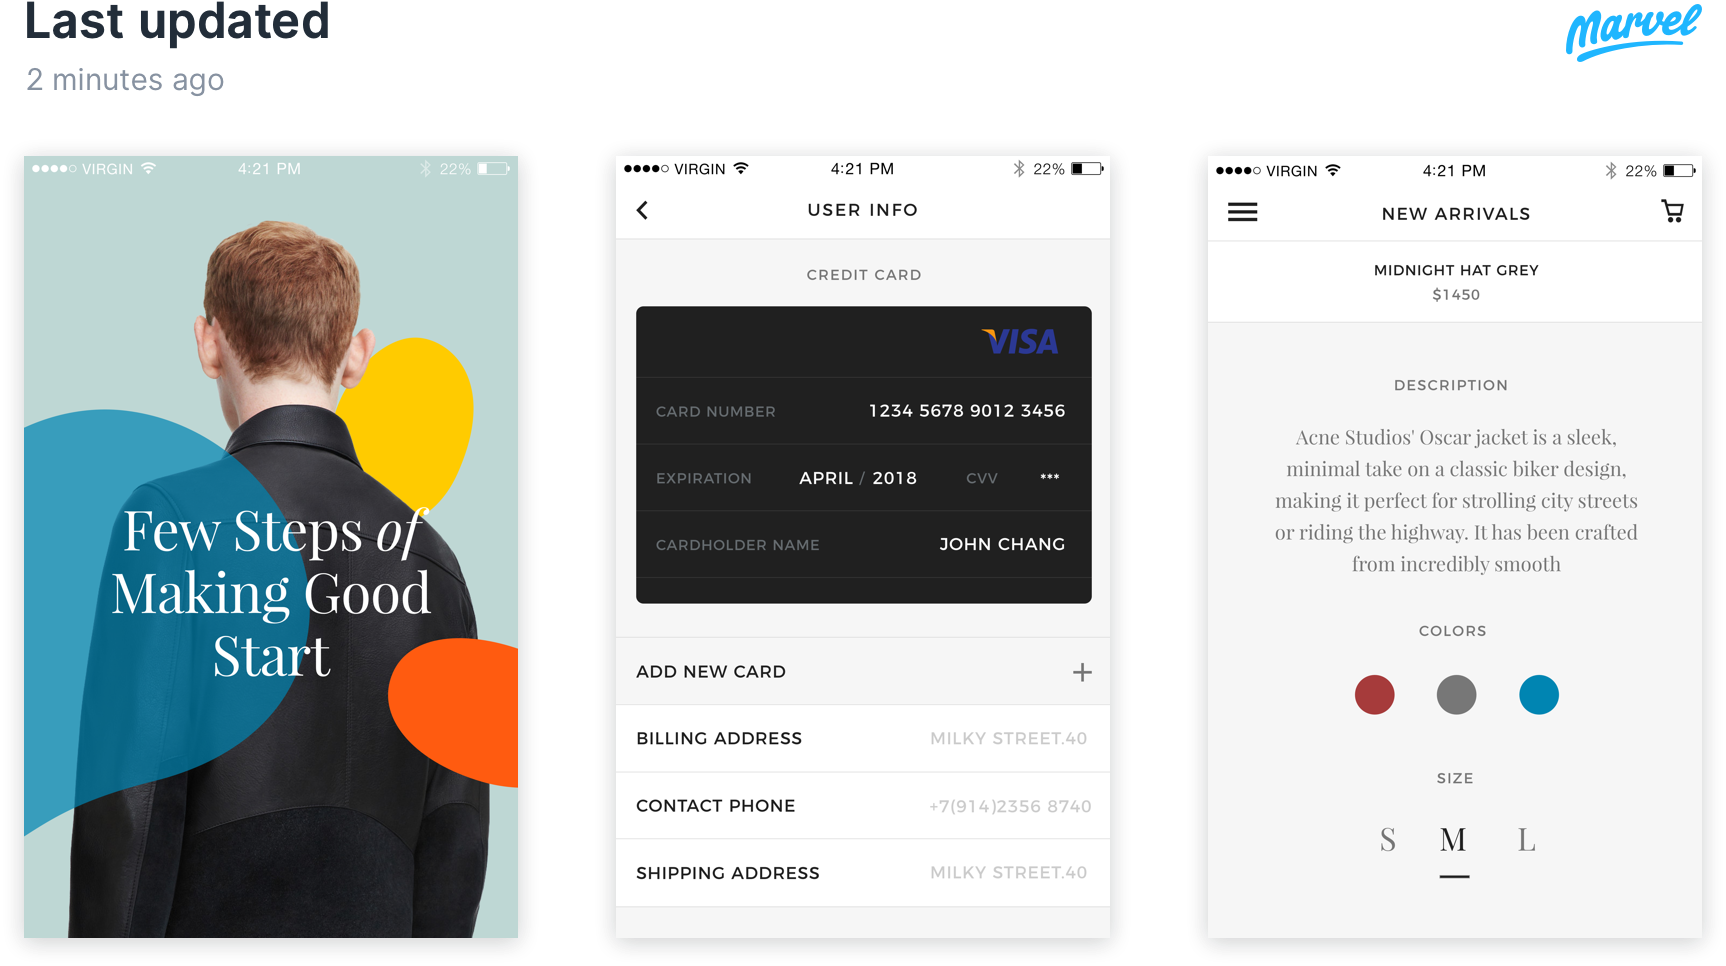 Last updated
2 minutes ago
Marvel
VIRGIN 4:21 PM 22%
Few Steps of
Making Good
Start
VIRGIN 4:21 PM 22%
USER INFO
CREDIT CARD
VISA
CARD NUMBER 1234 5678 9012 3456
EXPIRATION APRIL / 2018 CVV ***
CARDHOLDER NAME JOHN CHANG
ADD NEW CARD +
BILLING ADDRESS MILKY STREET.40
CONTACT PHONE +7(914)2356 8740
SHIPPING ADDRESS MILKY STREET.40
VIRGIN 4:21 PM 22%
NEW ARRIVALS
MIDNIGHT HAT GREY
$1450
DESCRIPTION
Acne Studios' Oscar jacket is a sleek,
minimal take on a classic biker design,
making it perfect for strolling city streets
or riding the highway. It has been crafted
from incredibly smooth
COLORS
SIZE
S M L